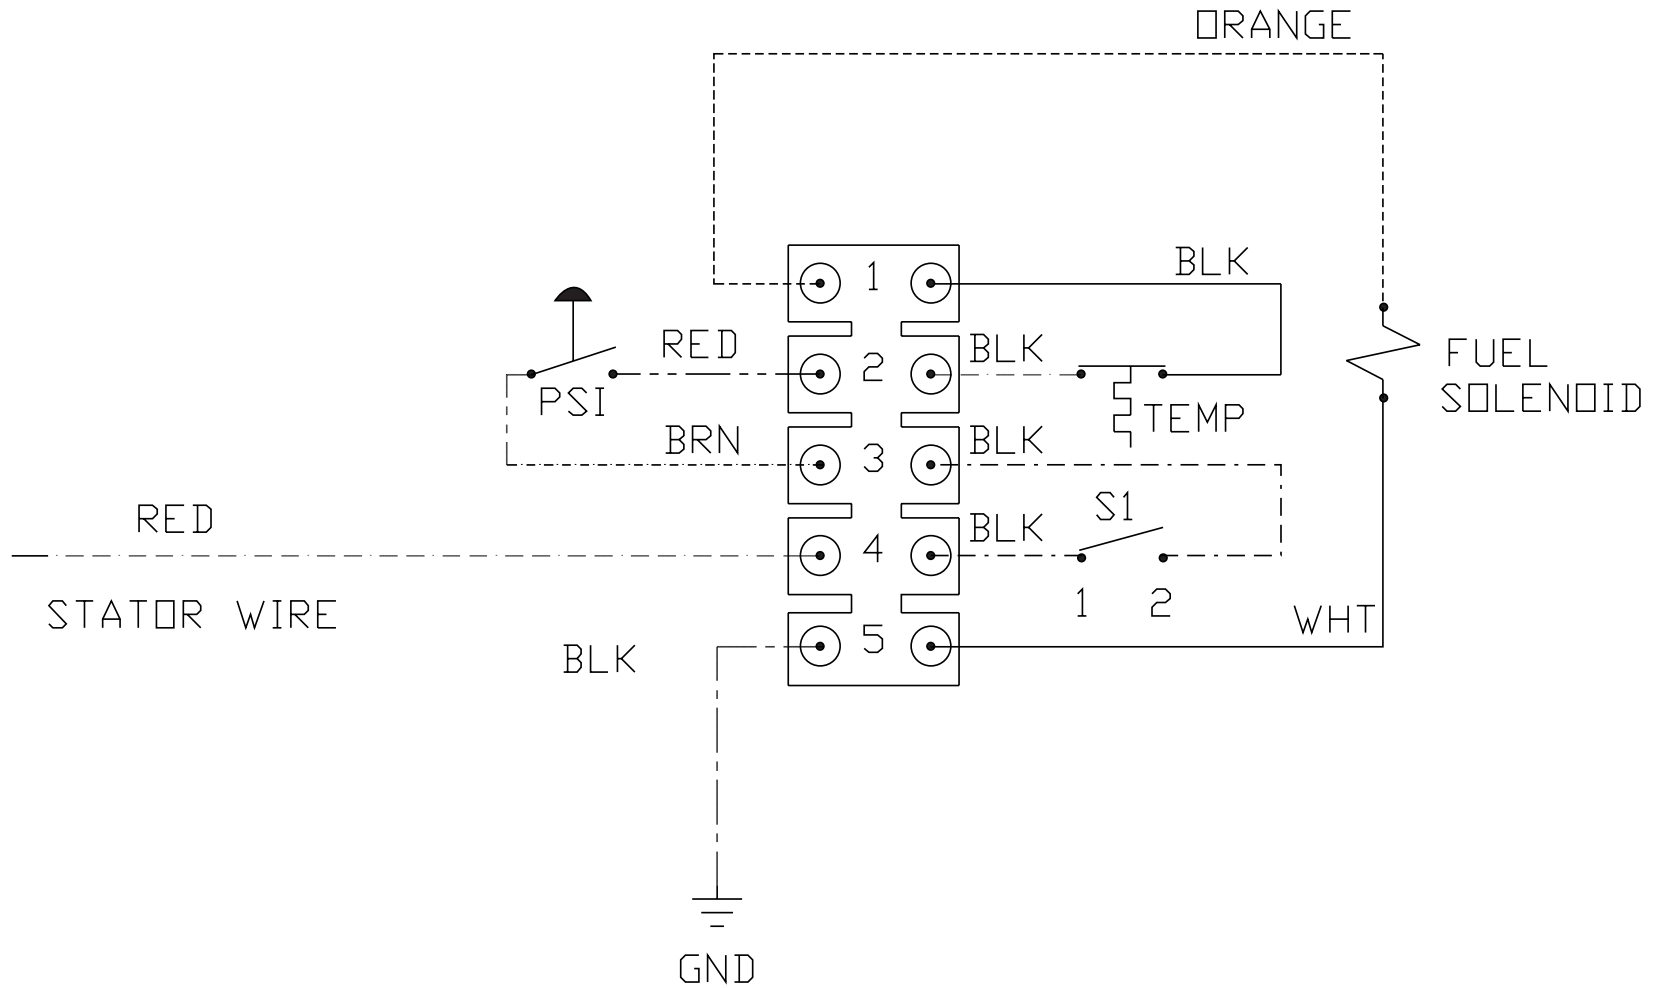 ORANGE
BLK
1
RED
BLK
2
FUEL
SOLENOID
PSI
TEMP
BRN
3
BLK
RED
S1
4
BLK
STATOR WIRE
1 2
WHT
5
BLK
GND